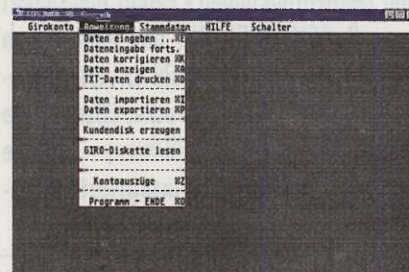 Girokonto Anweisung Stammdaten HILFE Schalter
Daten eingeben ...⌘E
Dateneingabe forts.
Daten korrigieren ⌘K
Daten anzeigen ⌘A
TXT-Daten drucken ⌘D
Daten importieren ⌘I
Daten exportieren ⌘P
Kundendisk erzeugen
GIRO-Diskette lesen
Kontoauszüge ⌘Z
Programm - ENDE ⌘Q